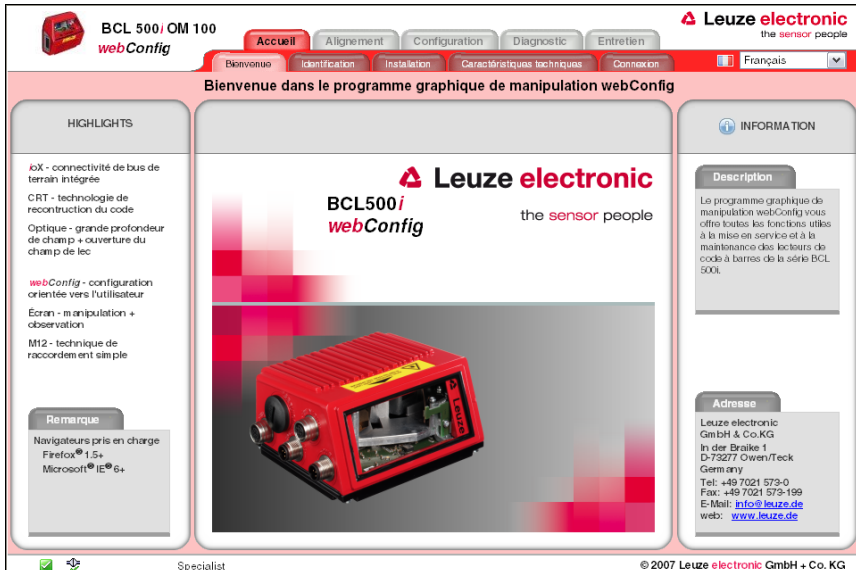 BCL 500i OM 100
webConfig
Accueil
Alignement
Configuration
Diagnostic
Entretien
Leuze electronic
the sensor people
Bienvenue
Identification
Installation
Caractéristiques techniques
Connexion
Français
Bienvenue dans le programme graphique de manipulation webConfig
HIGHLIGHTS
ioX - connectivité de bus de
terrain intégrée
CRT - technologie de
recontruction du code
Optique - grande profondeur
de champ + ouverture du
champ de lec
webConfig - configuration
orientée vers l'utilisateur
Écran - manipulation +
observation
M12 - technique de
raccordement simple
Remarque
Navigateurs pris en charge
Firefox® 1.5+
Microsoft® IE® 6+
Leuze electronic
BCL500i
webConfig
the sensor people
Leuze
INFORMATION
Description
Le programme graphique de
manipulation webConfig vous
offre toutes les fonctions utiles
à la mise en service et à la
maintenance des lecteurs de
code à barres de la série BCL
500i.
Adresse
Leuze electronic
GmbH & Co.KG
In der Braike 1
D-73277 Owen/Teck
Germany
Tel: +49 7021 573-0
Fax: +49 7021 573-199
E-Mail: info@leuze.de
web: www.leuze.de
Specialist
© 2007 Leuze electronic GmbH + Co. KG